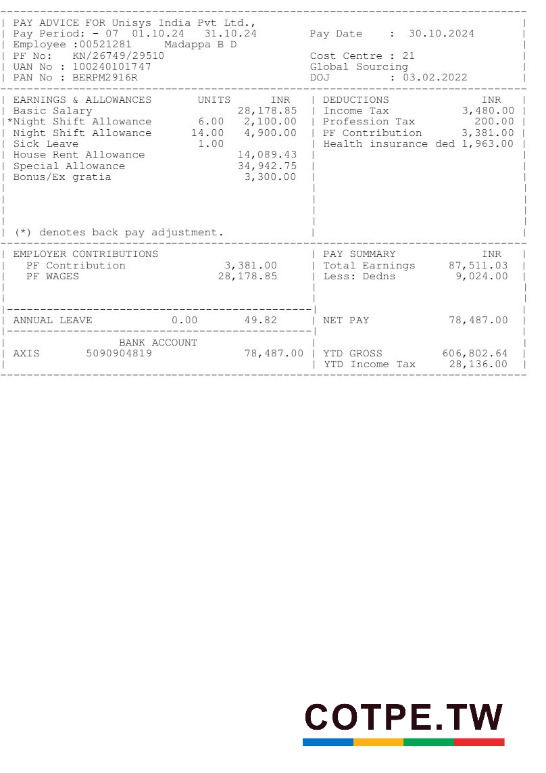 PAY ADVICE FOR Unisys India Pvt Ltd.,
Pay Period: - 07 01.10.24 31.10.24 Pay Date : 30.10.2024
Employee :00521281 Madappa B D
PF No: KN/26749/29510 Cost Centre : 21
UAN No : 100240101747 Global Sourcing
PAN No : BERPM2916R DOJ : 03.02.2022
EARNINGS & ALLOWANCES UNITS INR | DEDUCTIONS INR
Basic Salary 28,178.85 | Income Tax 3,480.00
*Night Shift Allowance 6.00 2,100.00 | Profession Tax 200.00
Night Shift Allowance 14.00 4,900.00 | PF Contribution 3,381.00
Sick Leave 1.00 |Health insurance ded 1,963.00
House Rent Allowance 14,089.43
Special Allowance 34,942.75
Bonus/Ex gratia 3,300.00
(*) denotes back pay adjustment.
EMPLOYER CONTRIBUTIONS | PAY SUMMARY INR
PF Contribution 3,381.00 | Total Earnings 87,511.03
PF WAGES 28,178.85 | Less: Dedns 9,024.00
ANNUAL LEAVE 0.00 49.82 | NET PAY 78,487.00
BANK ACCOUNT
AXIS 5090904819 78,487.00 | YTD GROSS 606,802.64
YTD Income Tax 28,136.00
COTPE.TW